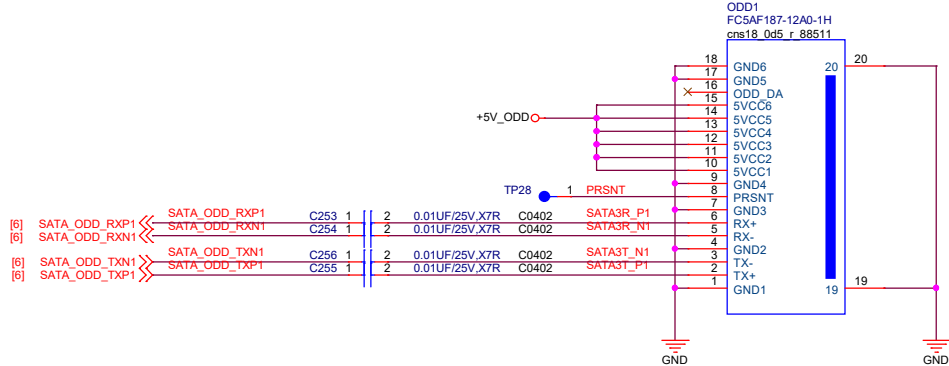 ODD1
FC5AF187-12A0-1H
cns18_0d5_r_88511
18 GND6 20 20
17 GND5
16 ODD_DA
15 5VCC6
+5V_ODD 14 5VCC5
13 5VCC4
12 5VCC3
11 5VCC2
10 5VCC1
9 GND4
TP28 1 PRSNT 8 PRSNT
7 GND3
[6] SATA_ODD_RXP1 SATA_ODD_RXP1 C253 1 2 0.01UF/25V,X7R C0402 SATA3R_P1 6 RX+
[6] SATA_ODD_RXN1 SATA_ODD_RXN1 C254 1 2 0.01UF/25V,X7R C0402 SATA3R_N1 5 RX-
4 GND2
[6] SATA_ODD_TXN1 SATA_ODD_TXN1 C256 1 2 0.01UF/25V,X7R C0402 SATA3T_N1 3 TX-
[6] SATA_ODD_TXP1 SATA_ODD_TXP1 C255 1 2 0.01UF/25V,X7R C0402 SATA3T_P1 2 TX+
1 GND1 19 19
GND GND